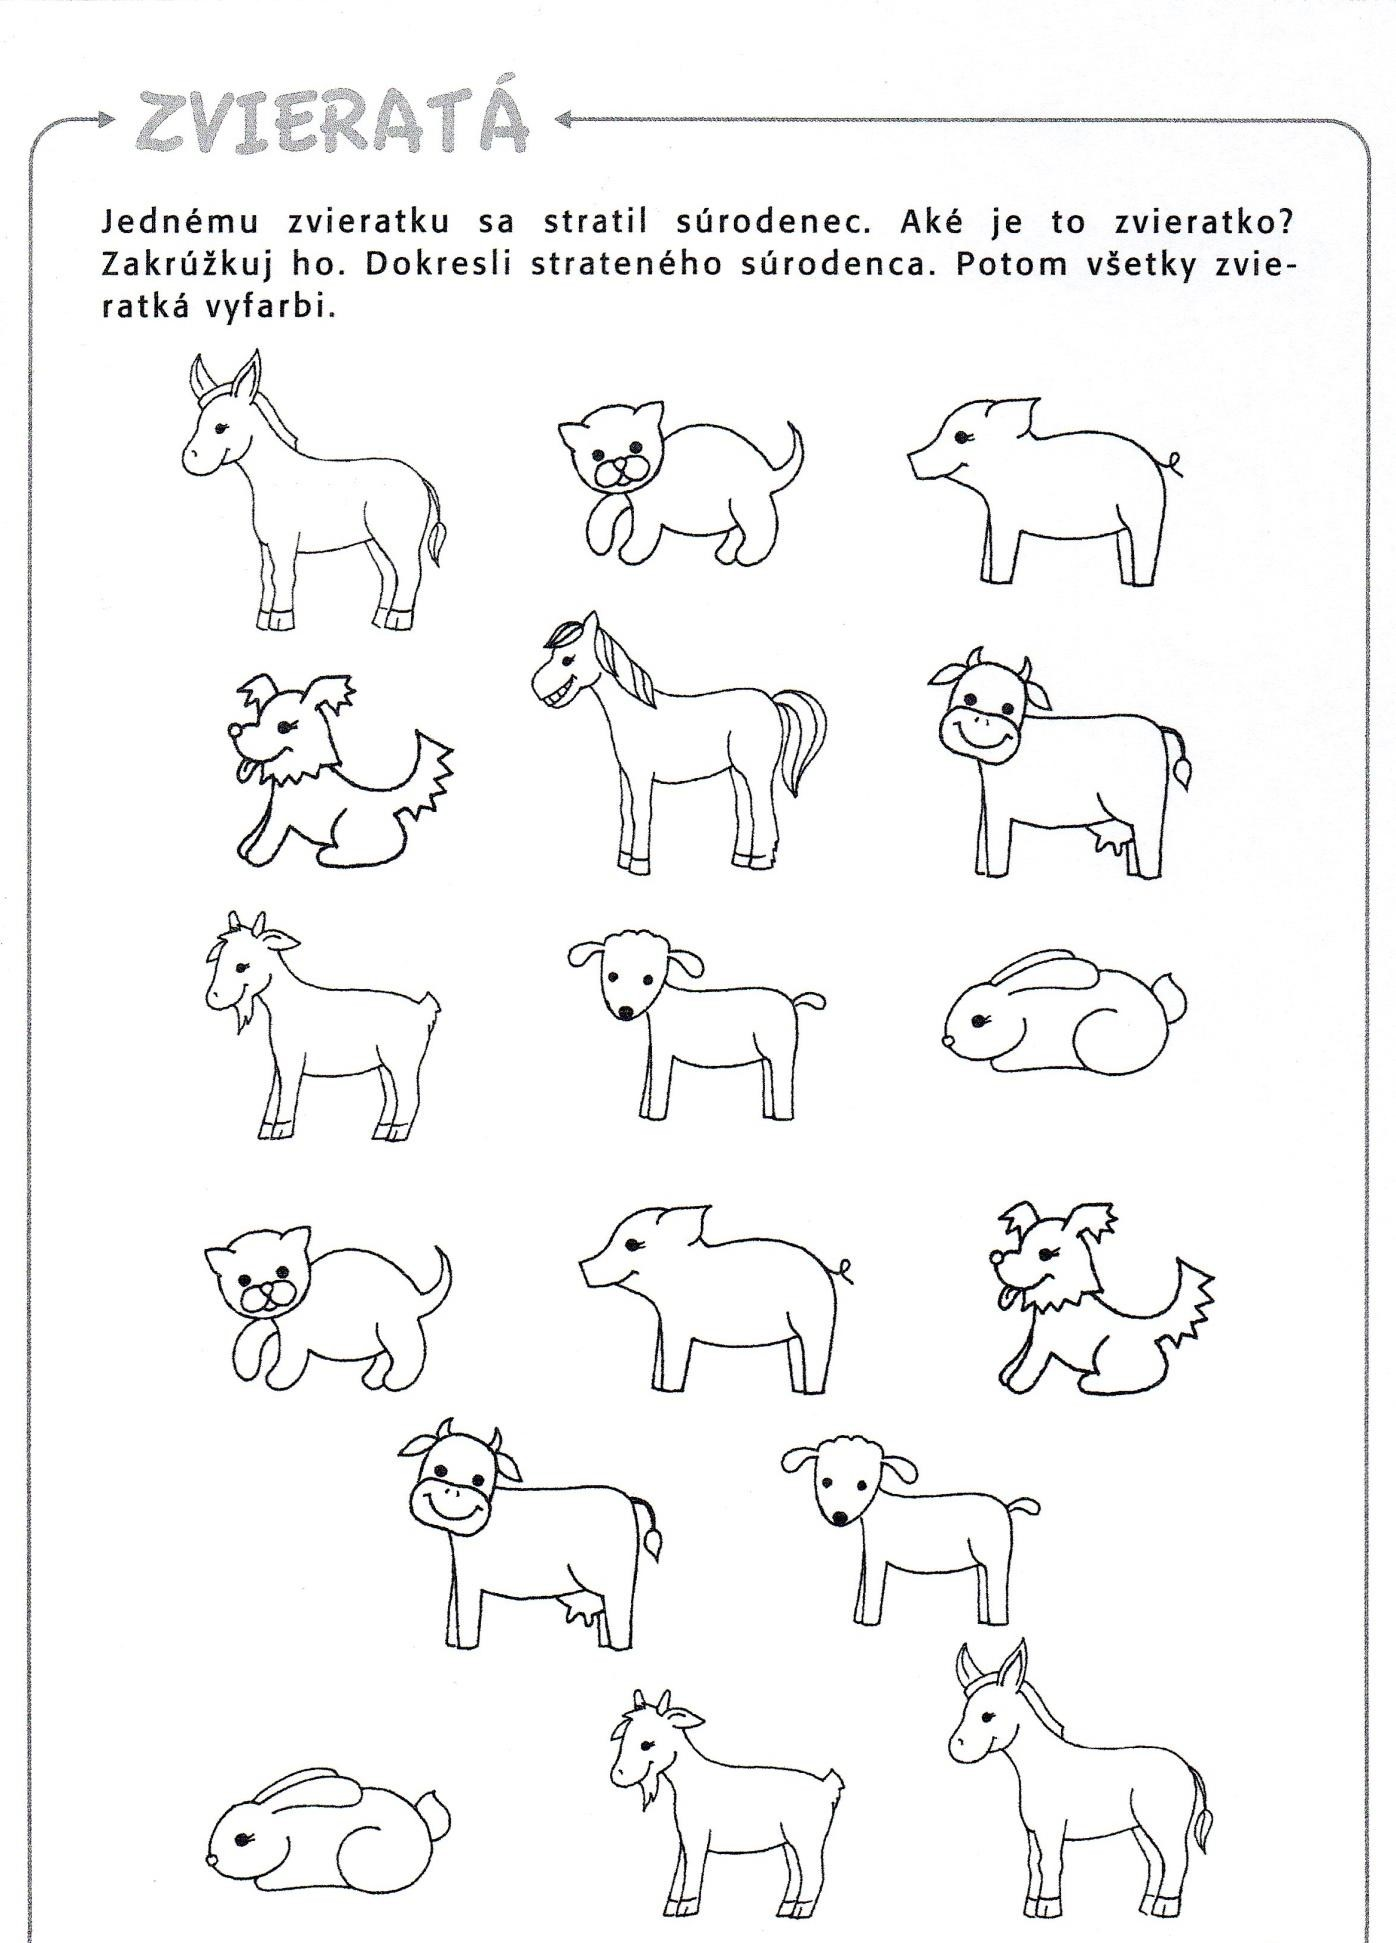 ZVIERATÁ
Jednému zvieratku sa stratil súrodenec. Aké je to zvieratko?
Zakrúžkuj ho. Dokresli strateného súrodenca. Potom všetky zvie-
ratká vyfarbi.